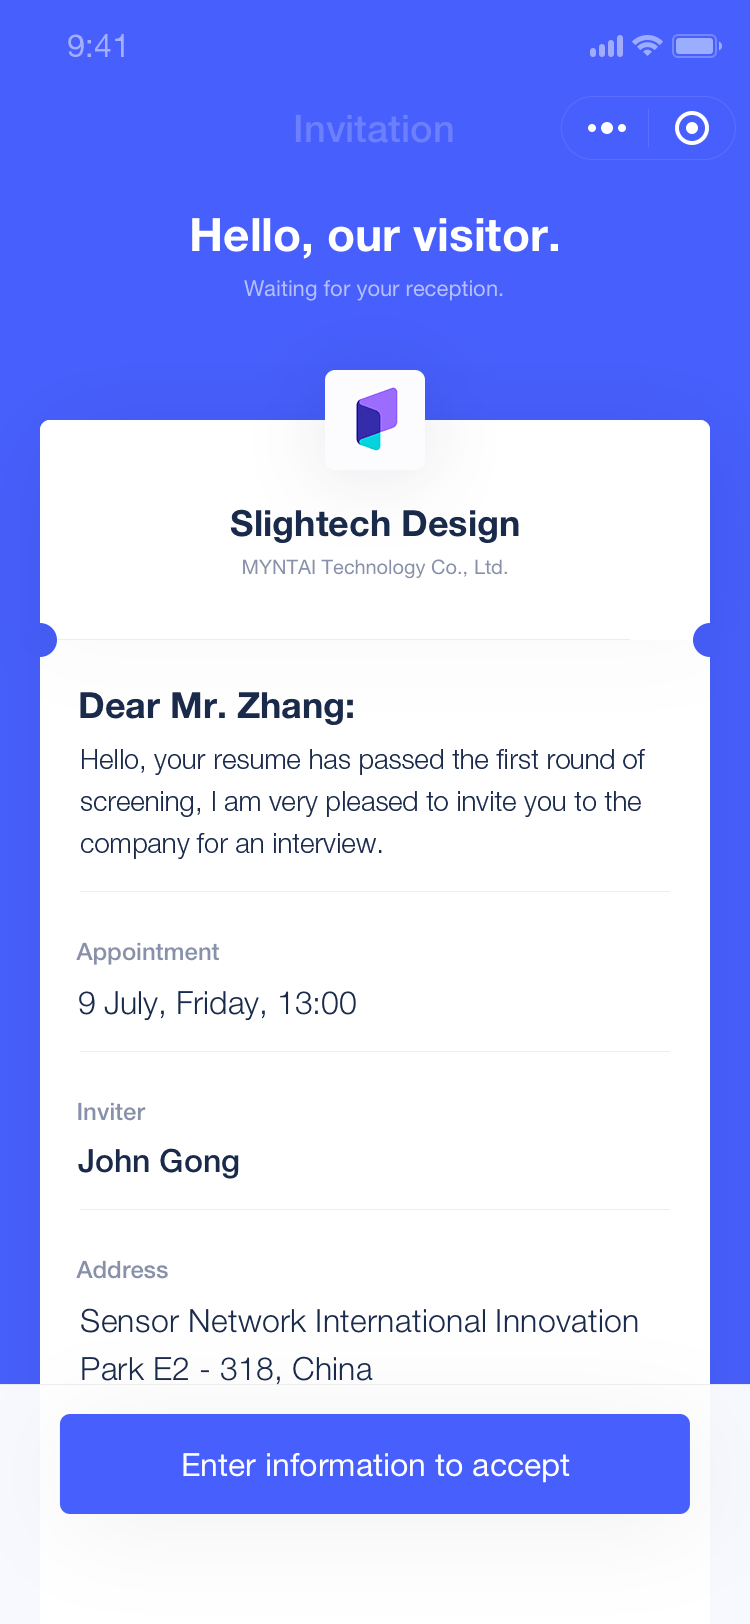 9:41
Invitation
Hello, our visitor.
Waiting for your reception.
Slightech Design
MYNTAI Technology Co., Ltd.
Dear Mr. Zhang:
Hello, your resume has passed the first round of
screening, I am very pleased to invite you to the
company for an interview.
Appointment
9 July, Friday, 13:00
Inviter
John Gong
Address
Sensor Network International Innovation
Park E2 - 318, China
Enter information to accept